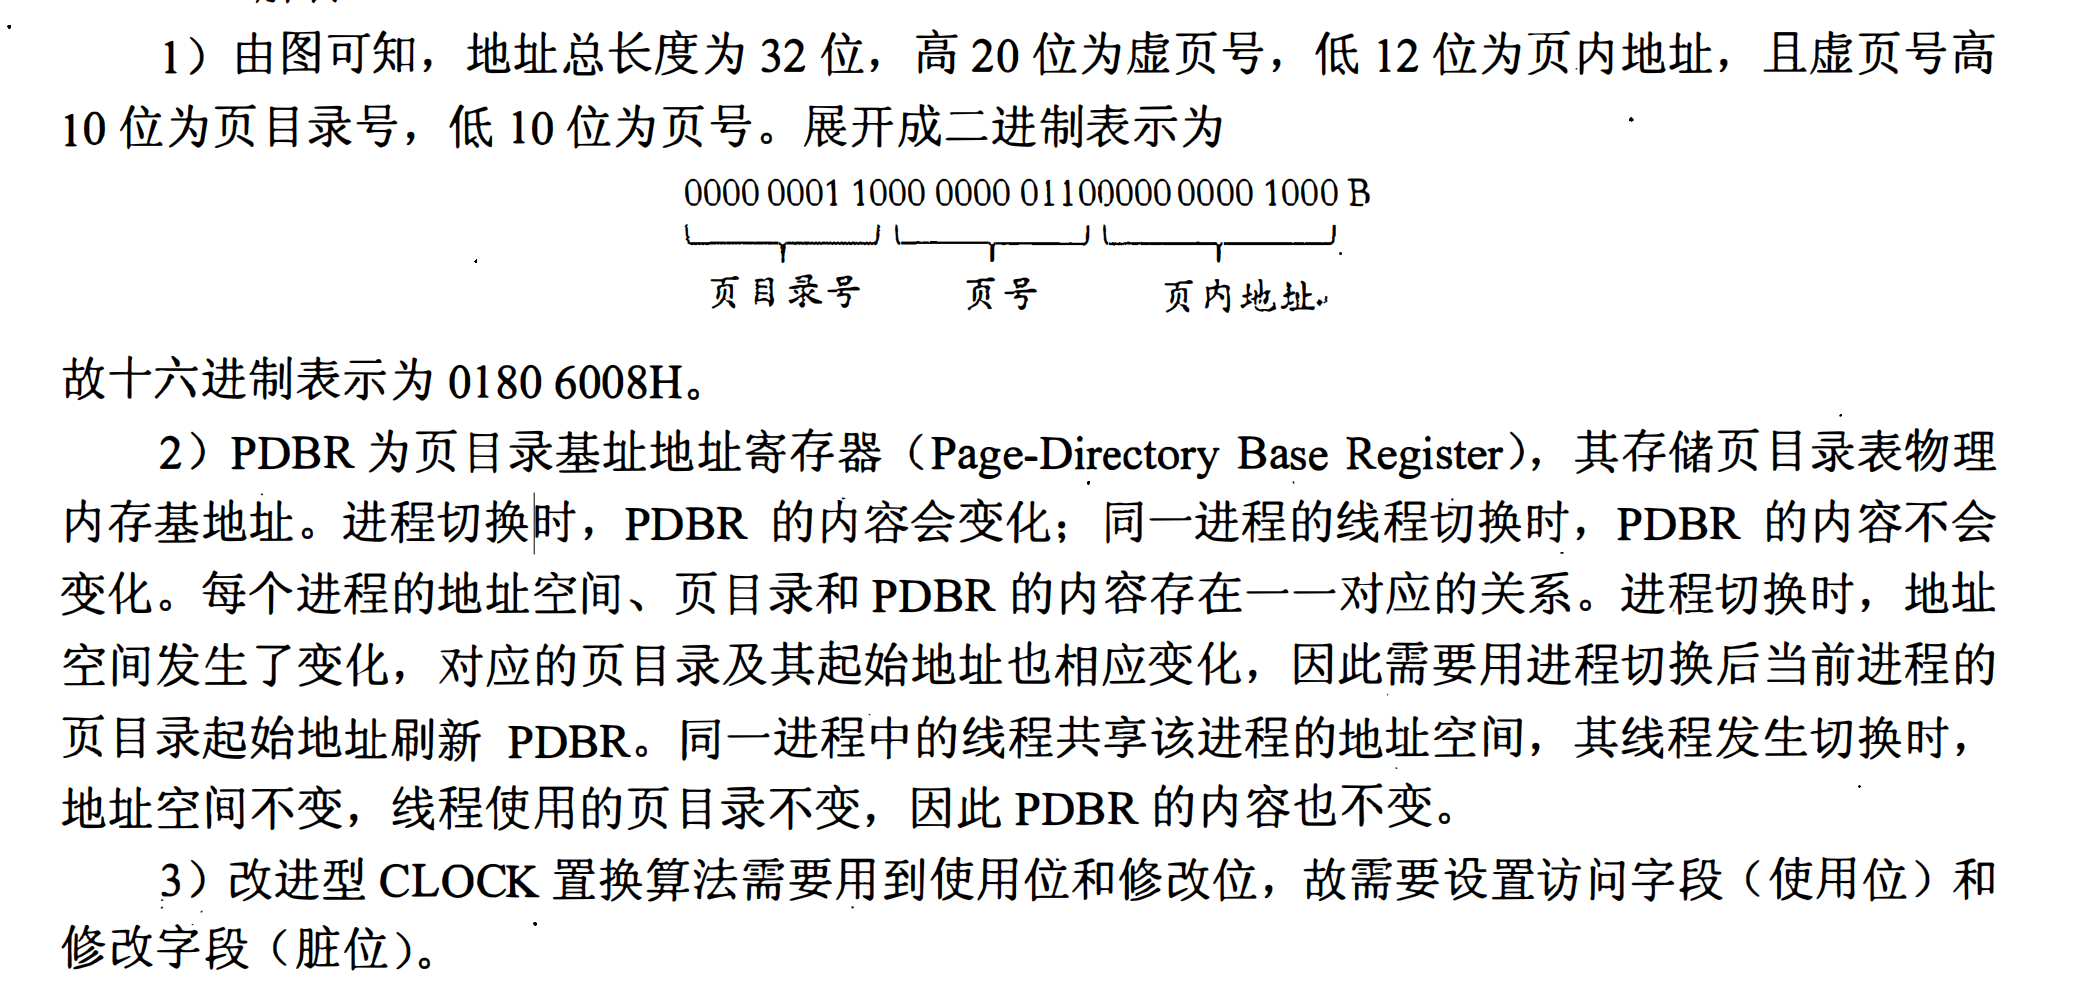 1）由图可知，地址总长度为 32 位，高 20 位为虚页号，低 12 位为页内地址，且虚页号高
10 位为页目录号，低 10 位为页号。展开成二进制表示为
0000 0001 1000 0000 0110 0000 0000 1000 B
页目录号 页号 页内地址
故十六进制表示为 0180 6008H。
2）PDBR 为页目录基址地址寄存器（Page-Directory Base Register），其存储页目录表物理
内存基地址。进程切换时，PDBR 的内容会变化；同一进程的线程切换时，PDBR 的内容不会
变化。每个进程的地址空间、页目录和 PDBR 的内容存在一一对应的关系。进程切换时，地址
空间发生了变化，对应的页目录及其起始地址也相应变化，因此需要用进程切换后当前进程的
页目录起始地址刷新 PDBR。同一进程中的线程共享该进程的地址空间，其线程发生切换时，
地址空间不变，线程使用的页目录不变，因此 PDBR 的内容也不变。
3）改进型 CLOCK 置换算法需要用到使用位和修改位，故需要设置访问字段（使用位）和
修改字段（脏位）。